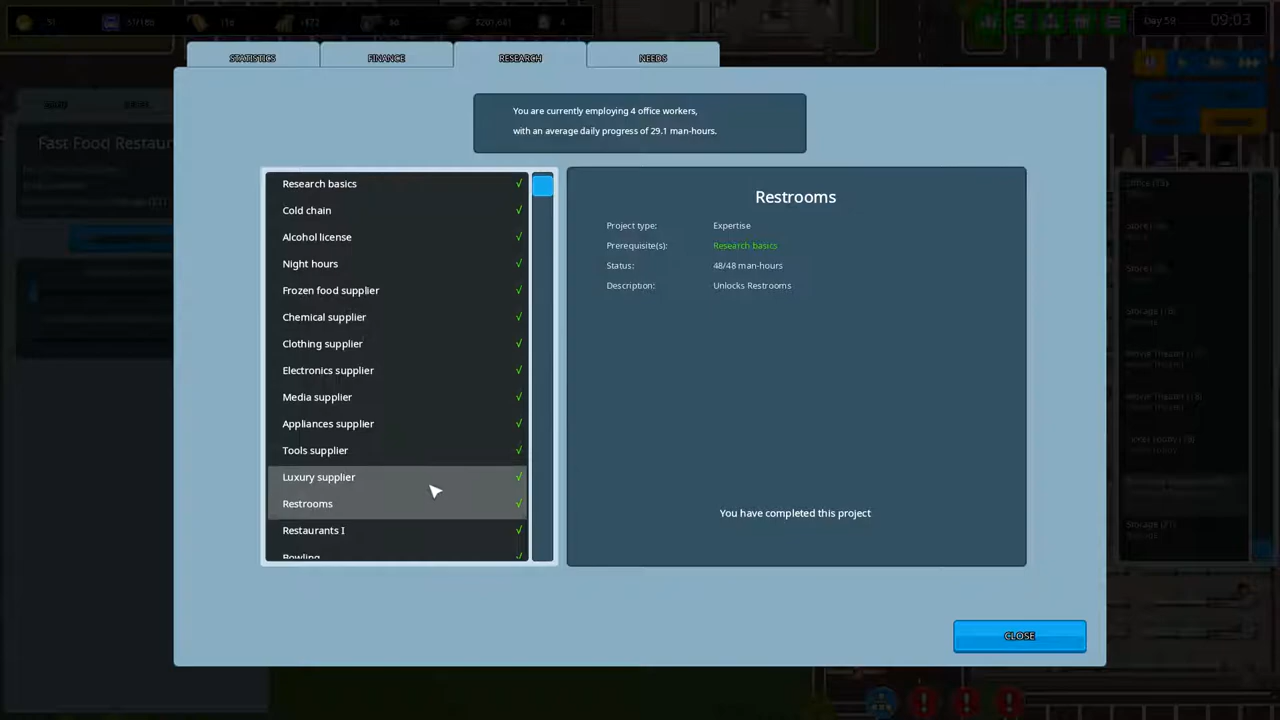 Day 59
09:03
STATISTICS
FINANCE
RESEARCH
NEEDS
You are currently employing 4 office workers,
with an average daily progress of 29.1 man-hours.
Fast Food Restaur
Research basics
Cold chain
Alcohol license
Night hours
Frozen food supplier
Chemical supplier
Clothing supplier
Electronics supplier
Media supplier
Appliances supplier
Tools supplier
Luxury supplier
Restrooms
Restaurants I
Bowling
Restrooms
Project type: Expertise
Prerequisite(s): Research basics
Status: 48/48 man-hours
Description: Unlocks Restrooms
You have completed this project
CLOSE